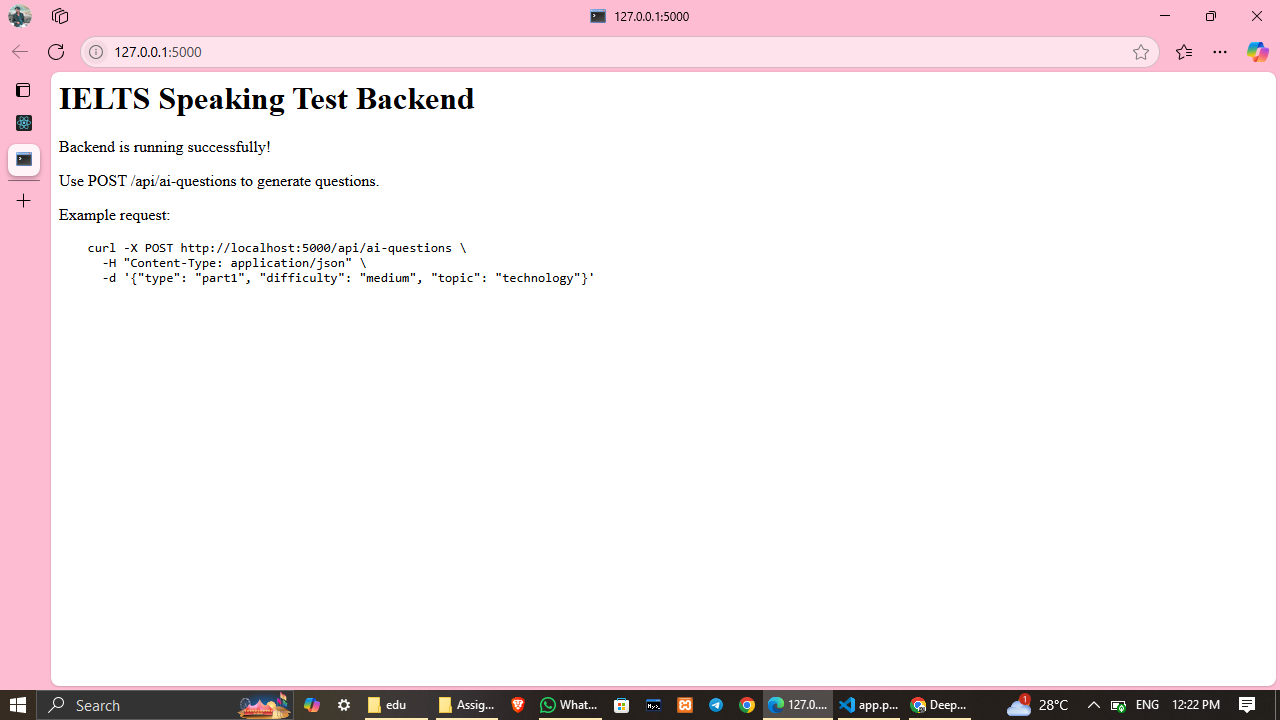 127.0.0.1:5000
127.0.0.1:5000
IELTS Speaking Test Backend
Backend is running successfully!
Use POST /api/ai-questions to generate questions.
Example request:
curl -X POST http://localhost:5000/api/ai-questions \
-H "Content-Type: application/json" \
-d '{"type": "part1", "difficulty": "medium", "topic": "technology"}'
Search edu Assig... What... 127.0.... app.p... Deep... 1 28°C ENG 12:22 PM